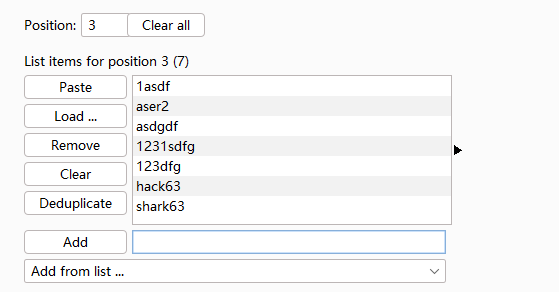 Position: 3 Clear all
List items for position 3 (7)
Paste
Load ...
Remove
Clear
Deduplicate
1asdf
aser2
asdgdf
1231sdfg
123dfg
hack63
shark63
Add
Add from list ...